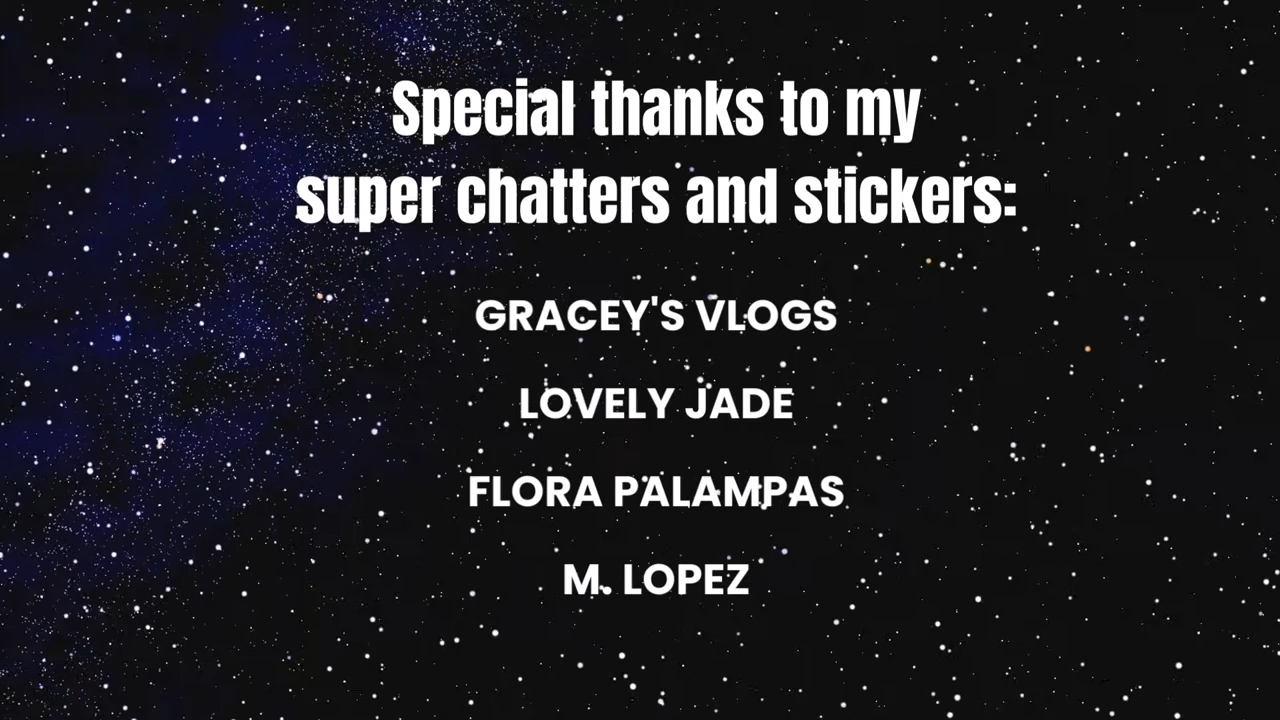 Special thanks to my
super chatters and stickers:
GRACEY'S VLOGS
LOVELY JADE
FLORA PALAMPAS
M. LOPEZ